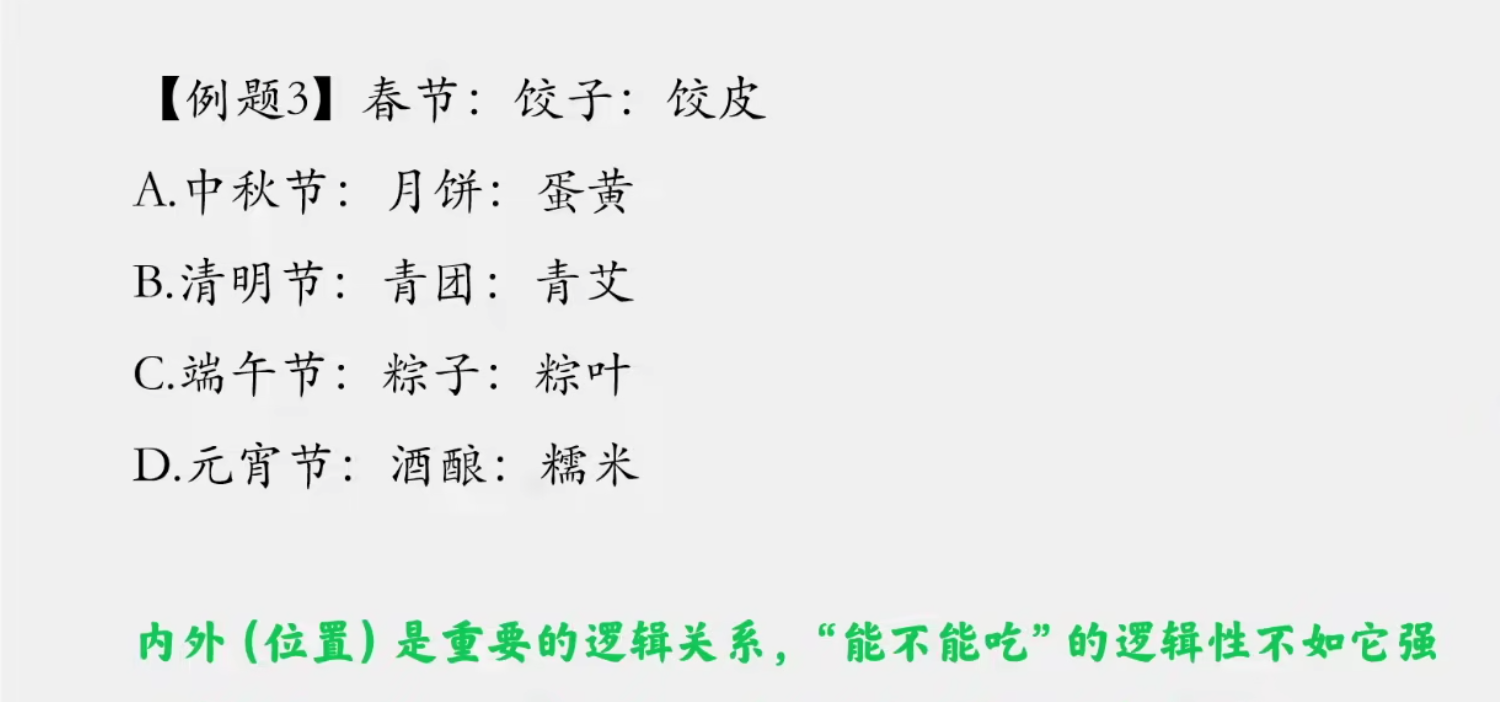 【例题3】春节：饺子：饺皮
A.中秋节：月饼：蛋黄
B.清明节：青团：青艾
C.端午节：粽子：粽叶
D.元宵节：酒酿：糯米
内外（位置）是重要的逻辑关系，“能不能吃”的逻辑性不如它强